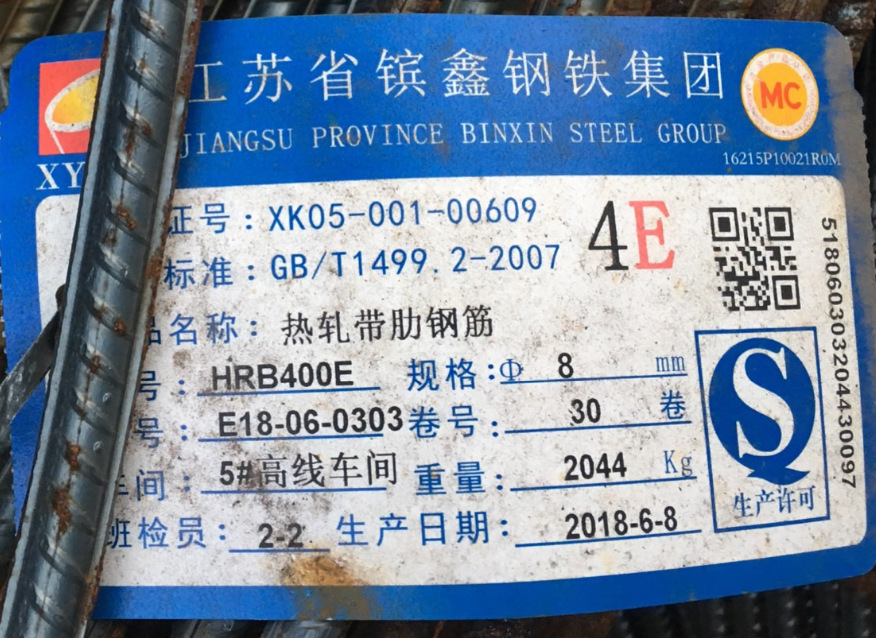 江苏省镔鑫钢铁集团
MC
JIANGSU PROVINCE BINXIN STEEL GROUP
16215P10021R0M
XY
证号：XK05-001-00609
4E
标准：GB/T1499.2-2007
品名称：热轧带肋钢筋
号：HRB400E 规格：Φ 8 mm
号：E18-06-0303 卷号：30 卷
车间：5#高线车间 重量：2044 Kg
班检员：2-2 生产日期：2018-6-8
S
生产许可
518060303204430097